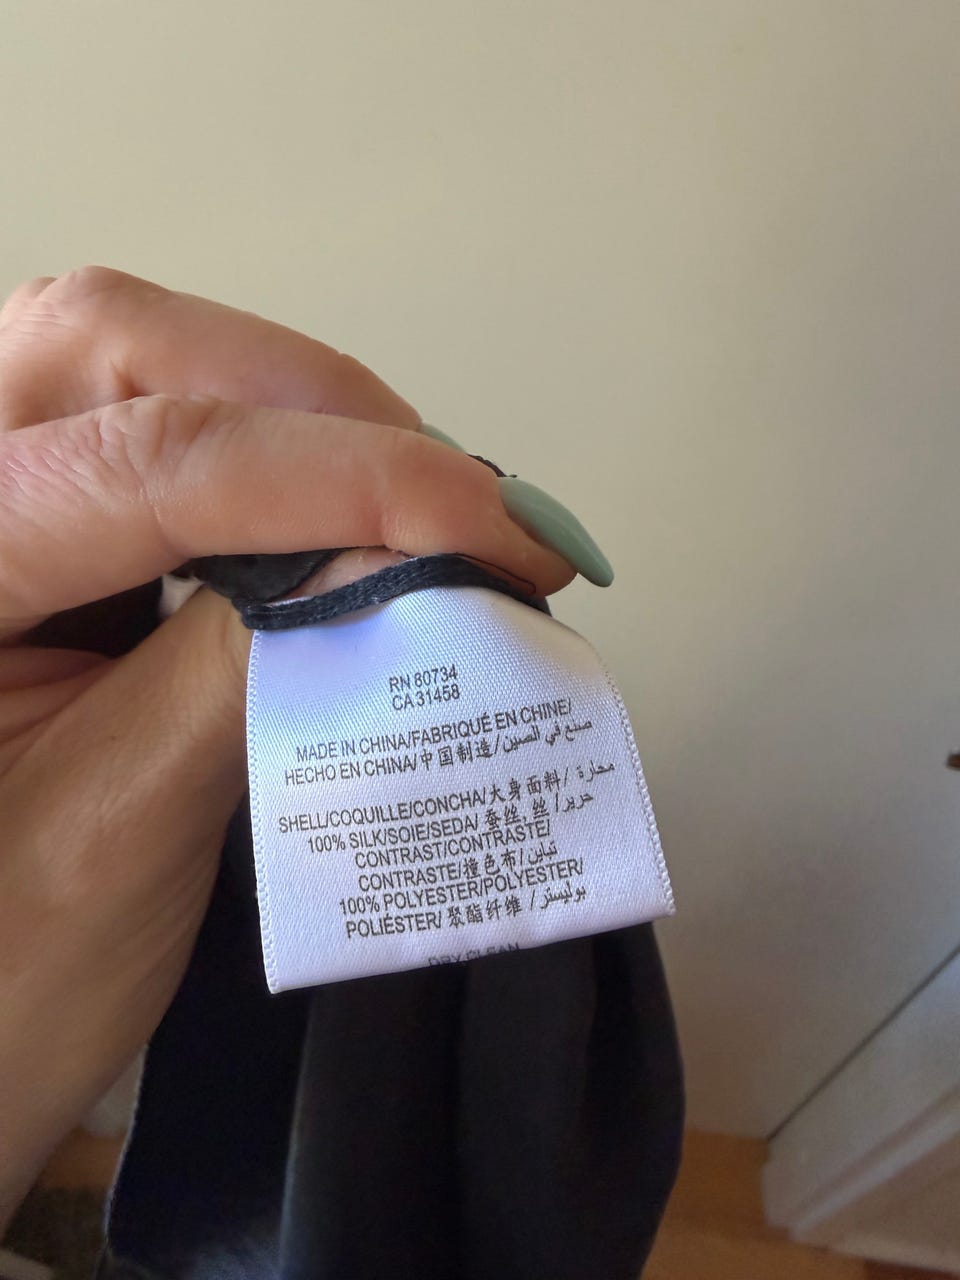 RN 80734
CA 31458
MADE IN CHINA/FABRIQUÉ EN CHINE/
HECHO EN CHINA/中国制造/صنع في الصين
SHELL/COQUILLE/CONCHA/大身面料/ محارة
100% SILK/SOIE/SEDA/ 蚕丝, 丝/حرير
CONTRAST/CONTRASTE/
CONTRASTE/撞色布/تباين
100% POLYESTER/POLYESTER/
POLIÉSTER/ 聚酯纤维 /بوليستر
DRY CLEAN